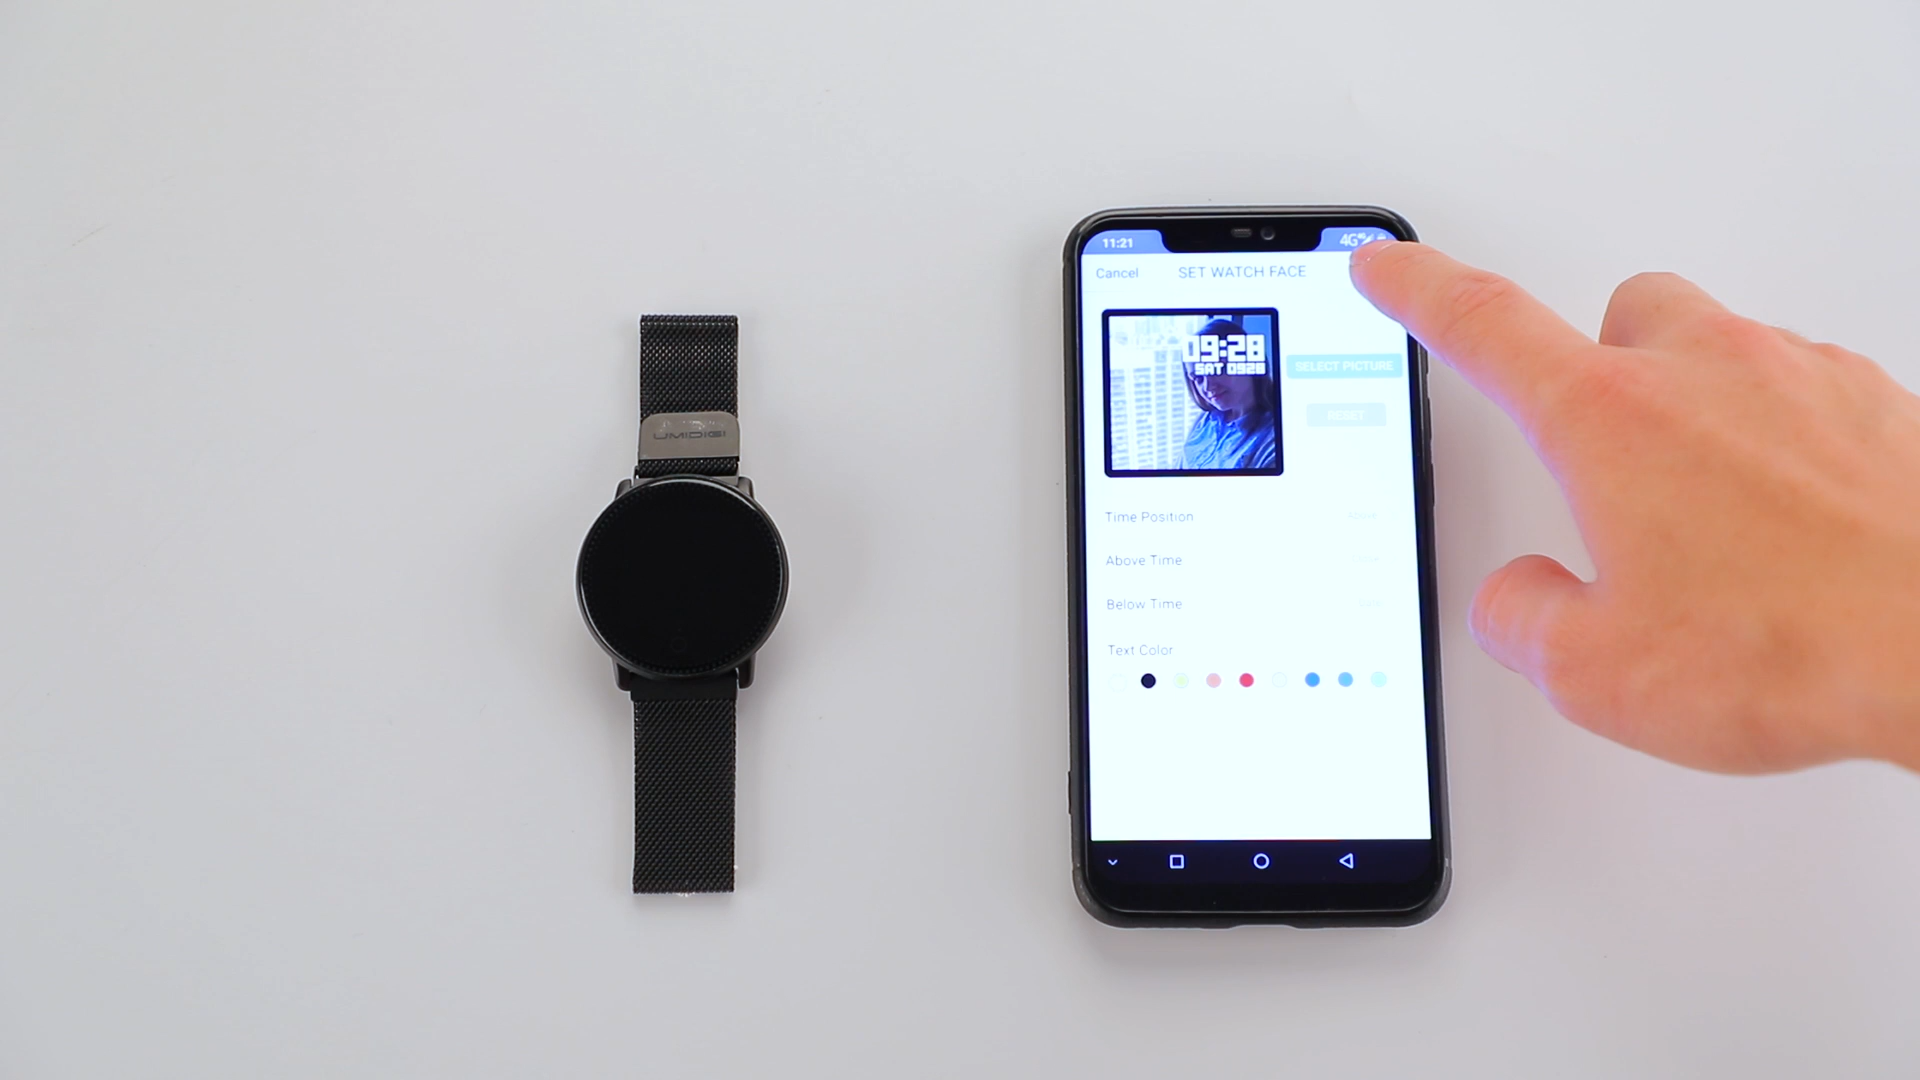 UMIDIGI
11:21
4G
Cancel
SET WATCH FACE
09:28
SAT 0928
SELECT PICTURE
RESET
Time Position
Above Time
Below Time
Text Color